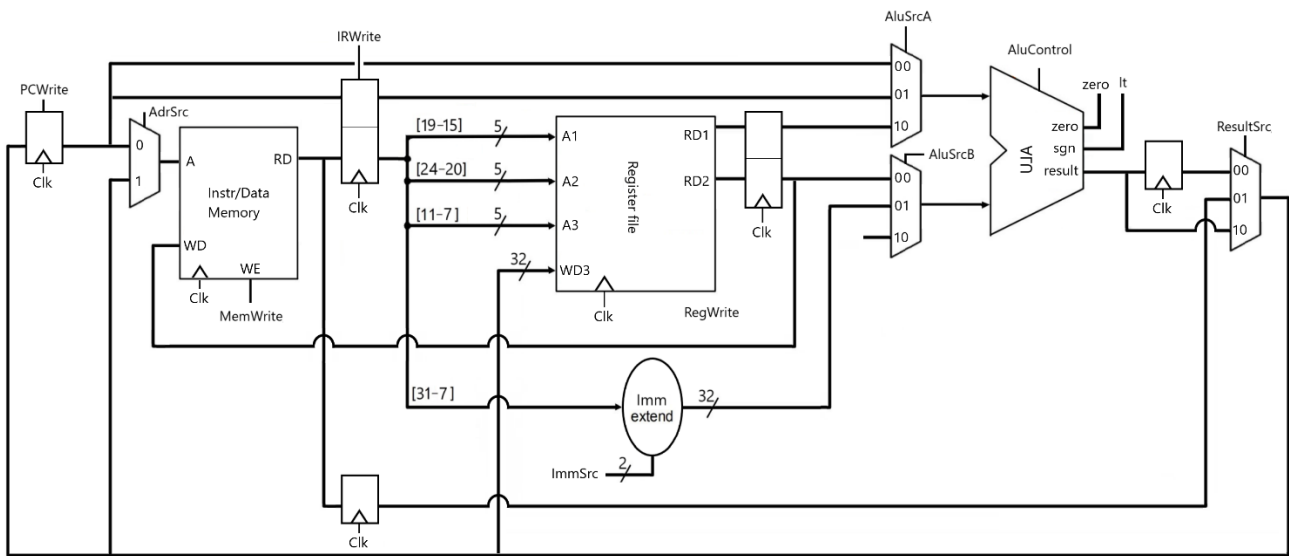 AluSrcA
IRWrite
AluControl
PCWrite
00
zero
lt
AdrSrc
01
ResultSrc
[19-15]
5
zero
0
A
RD
A1
RD1
10
sgn
AluSrcB
ALU
Clk
[24-20]
5
A2
Register file
RD2
00
result
00
1
Instr/Data
Memory
Clk
01
Clk
01
[11-7]
5
A3
Clk
10
10
WD
WE
32
WD3
Clk
Clk
MemWrite
RegWrite
[31-7]
Imm
extend
32
ImmSrc
2
Clk